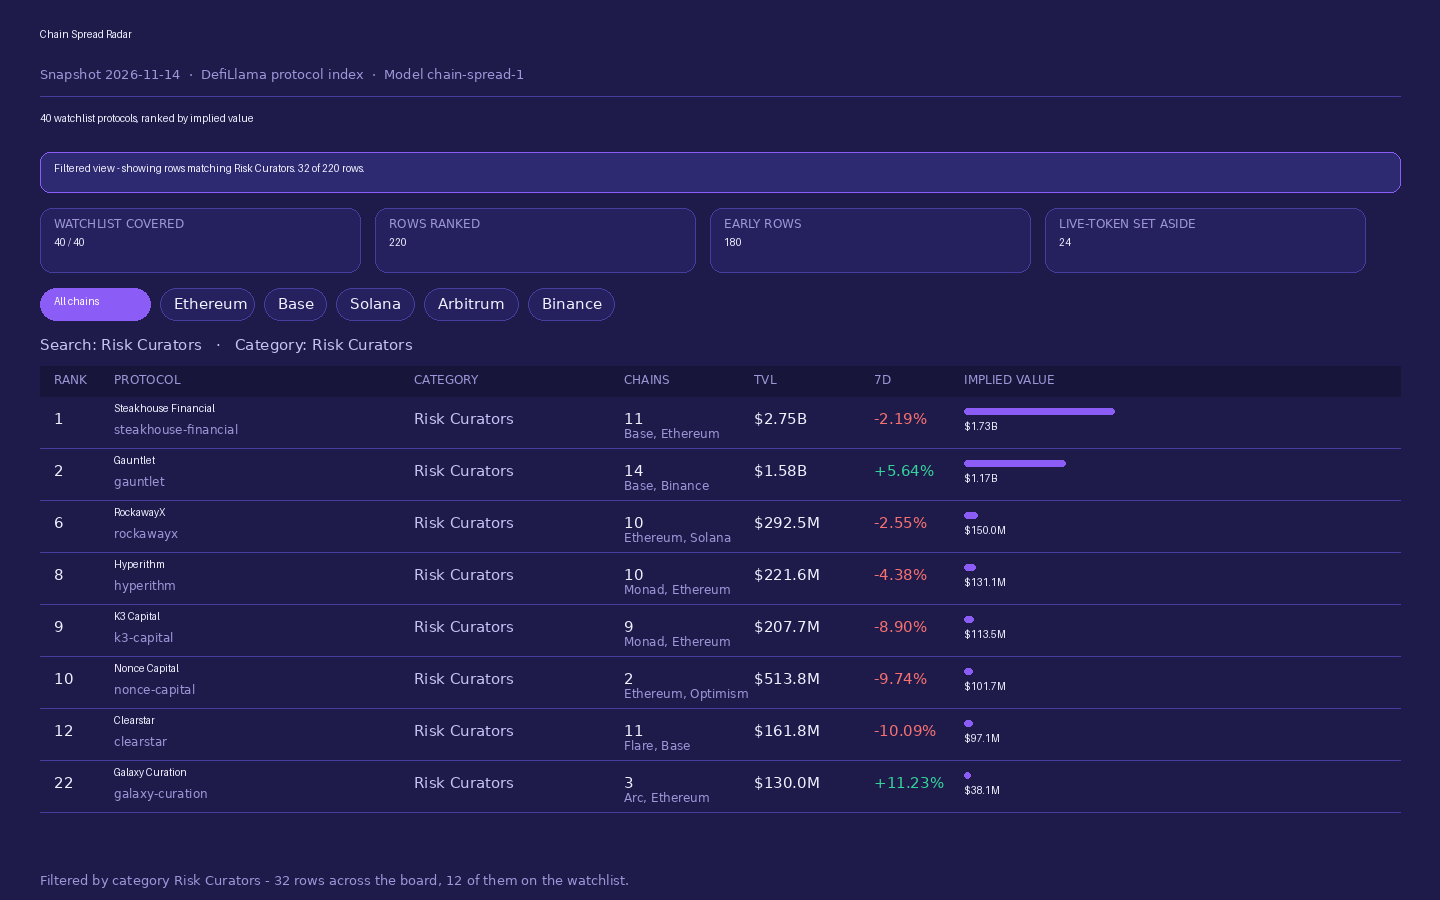 Chain Spread Radar
Snapshot 2026-11-14 · DefiLlama protocol index · Model chain-spread-1
40 watchlist protocols, ranked by implied value
Filtered view - showing rows matching Risk Curators. 32 of 220 rows.
WATCHLIST COVERED ROWS RANKED EARLY ROWS LIVE-TOKEN SET ASIDE
40 / 40 220 180 24
All chains Ethereum Base Solana Arbitrum Binance
Search: Risk Curators · Category: Risk Curators
RANK PROTOCOL CATEGORY CHAINS TVL 7D IMPLIED VALUE
Steakhouse Financial
1 Risk Curators 11 $2.75B -2.19%
steakhouse-financial Base, Ethereum $1.73B
Gauntlet
2 Risk Curators 14 $1.58B +5.64%
gauntlet Base, Binance $1.17B
RockawayX
6 Risk Curators 10 $292.5M -2.55%
rockawayx Ethereum, Solana $150.0M
Hyperithm
8 Risk Curators 10 $221.6M -4.38%
hyperithm Monad, Ethereum $131.1M
K3 Capital
9 Risk Curators 9 $207.7M -8.90%
k3-capital Monad, Ethereum $113.5M
Nonce Capital
10 Risk Curators 2 $513.8M -9.74%
nonce-capital Ethereum, Optimism $101.7M
Clearstar
12 Risk Curators 11 $161.8M -10.09%
clearstar Flare, Base $97.1M
Galaxy Curation
22 Risk Curators 3 $130.0M +11.23%
galaxy-curation Arc, Ethereum $38.1M
Filtered by category Risk Curators - 32 rows across the board, 12 of them on the watchlist.